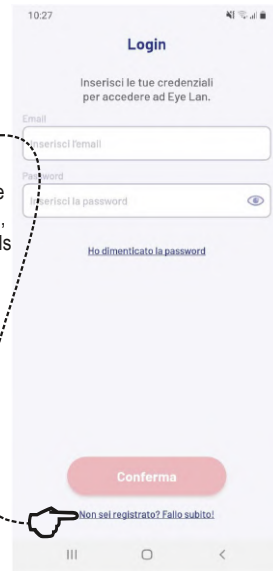 10:27
Login
Inserisci le tue credenziali
per accedere ad Eye Lan.
Email
Inserisci l'email
Password
Inserisci la password
Ho dimenticato la password
Conferma
Non sei registrato? Fallo subito!